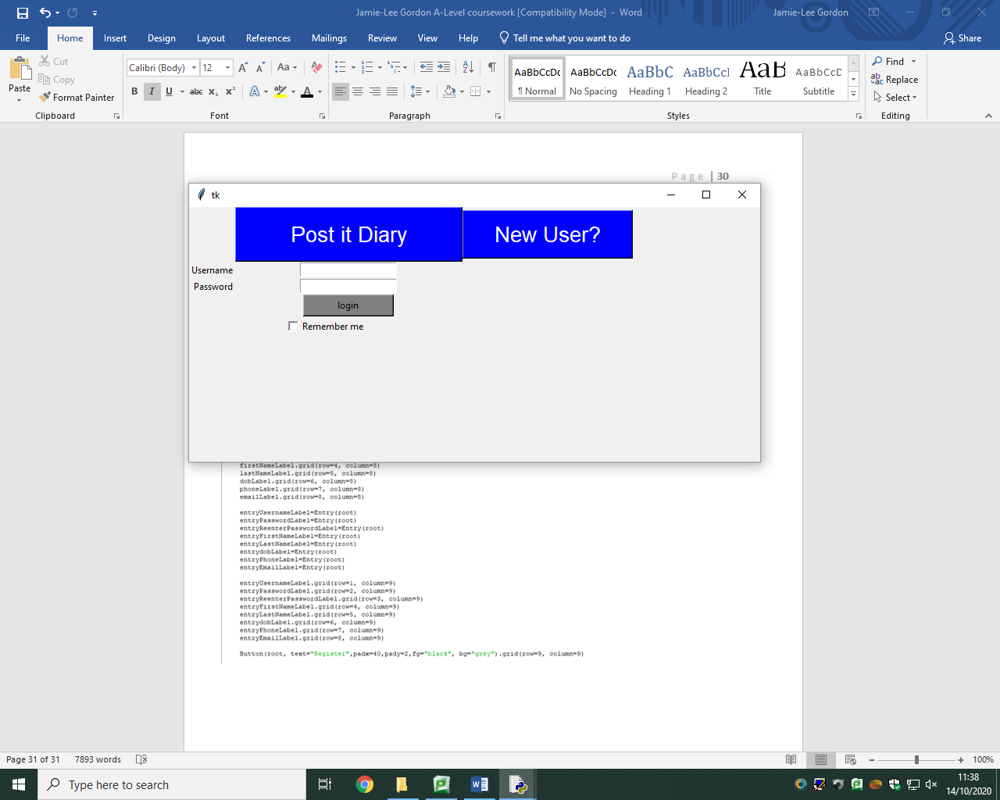 Jamie-Lee Gordon A-Level coursework [Compatibility Mode] - Word
Jamie-Lee Gordon
File Home Insert Design Layout References Mailings Review View Help Tell me what you want to do Share
Paste
Cut
Copy
Format Painter
Calibri (Body) 12
AaBbCcDc AaBbCcDc AaBbC AaBbCcI AaB AaBbCcD
¶ Normal No Spacing Heading 1 Heading 2 Title Subtitle
Find
Replace
Select
Clipboard Font Paragraph Styles Editing
Page | 30
tk
Post it Diary New User?
Username
Password
login
Remember me
firstNameLabel.grid(row=4, column=8)
lastNameLabel.grid(row=5, column=8)
dobLabel.grid(row=6, column=8)
phoneLabel.grid(row=7, column=8)
emailLabel.grid(row=8, column=8)
entryUsernameLabel=Entry(root)
entryPasswordLabel=Entry(root)
entryReenterPasswordLabel=Entry(root)
entryFirstNameLabel=Entry(root)
entryLastNameLabel=Entry(root)
entrydobLabel=Entry(root)
entryPhoneLabel=Entry(root)
entryEmailLabel=Entry(root)
entryUsernameLabel.grid(row=1, column=9)
entryPasswordLabel.grid(row=2, column=9)
entryReenterPasswordLabel.grid(row=3, column=9)
entryFirstNameLabel.grid(row=4, column=9)
entryLastNameLabel.grid(row=5, column=9)
entrydobLabel.grid(row=6, column=9)
entryPhoneLabel.grid(row=7, column=9)
entryEmailLabel.grid(row=8, column=9)
Button(root, text="Register",padx=40,pady=2,fg="black", bg="grey").grid(row=9, column=9)
Page 31 of 31 7893 words 100%
Type here to search
11:38
14/10/2020